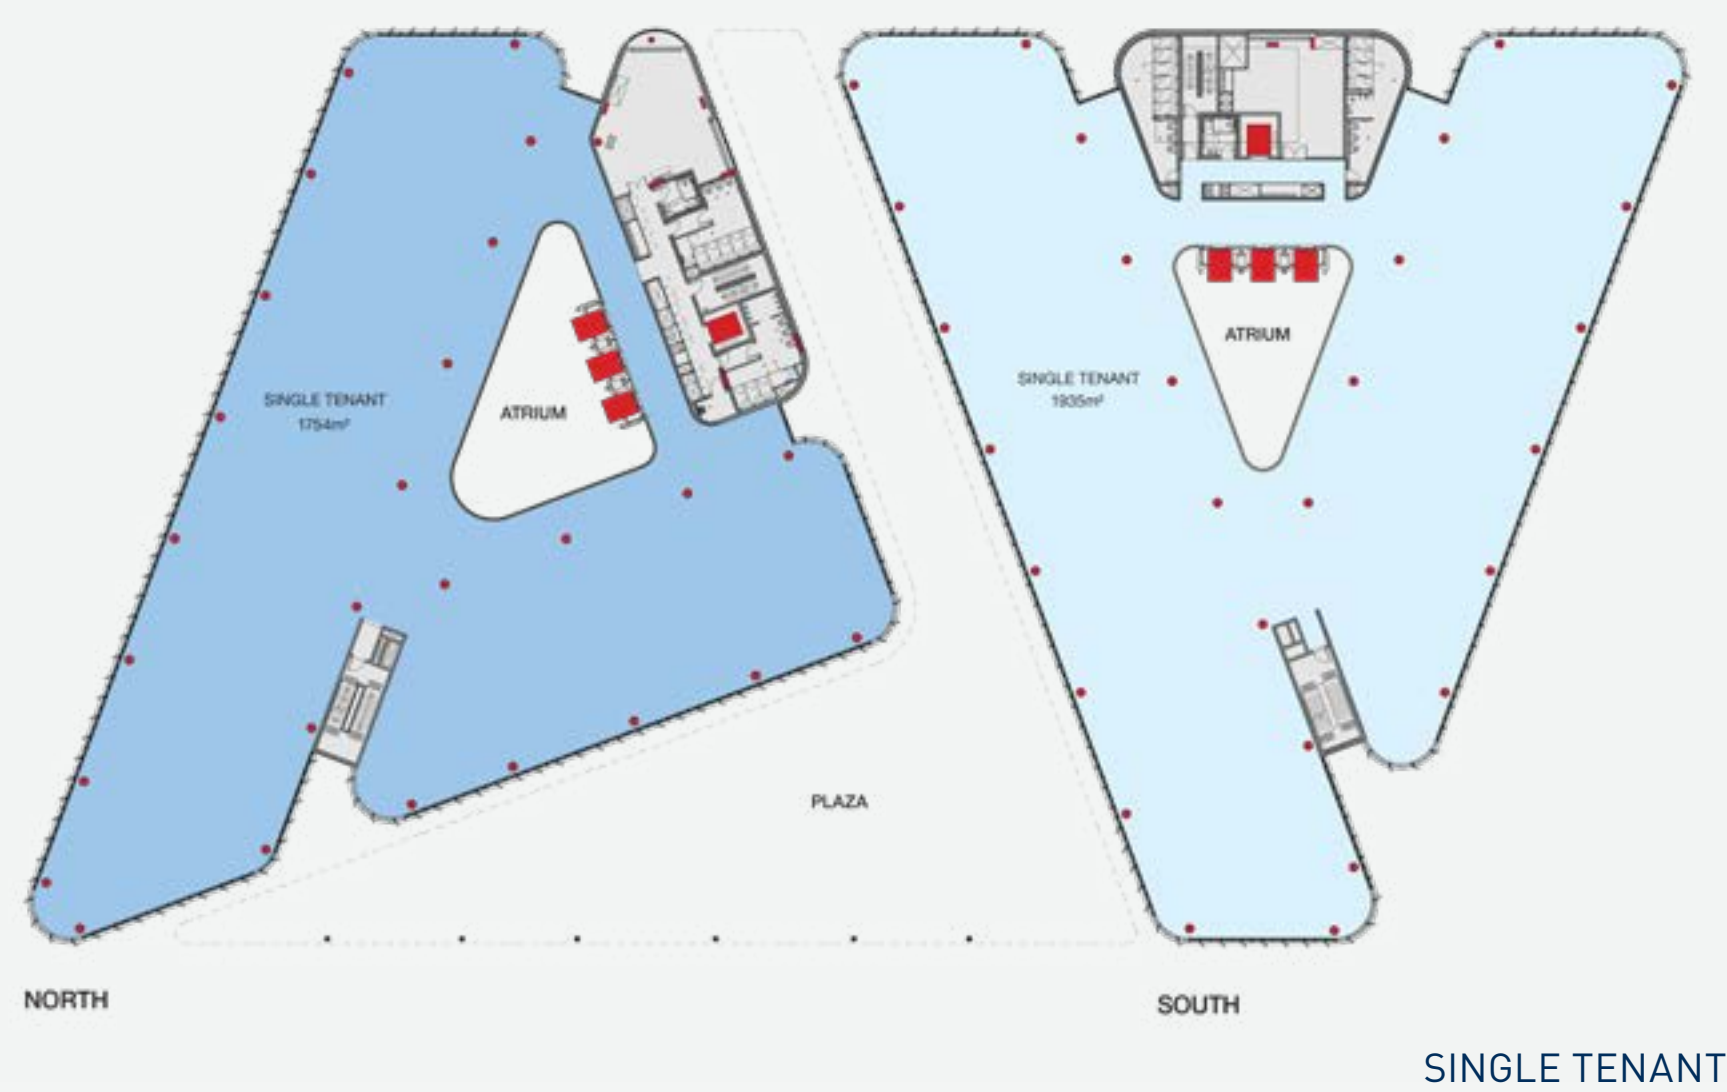 SINGLE TENANT
1754m²
ATRIUM
ATRIUM
SINGLE TENANT
1935m²
PLAZA
NORTH
SOUTH
SINGLE TENANT